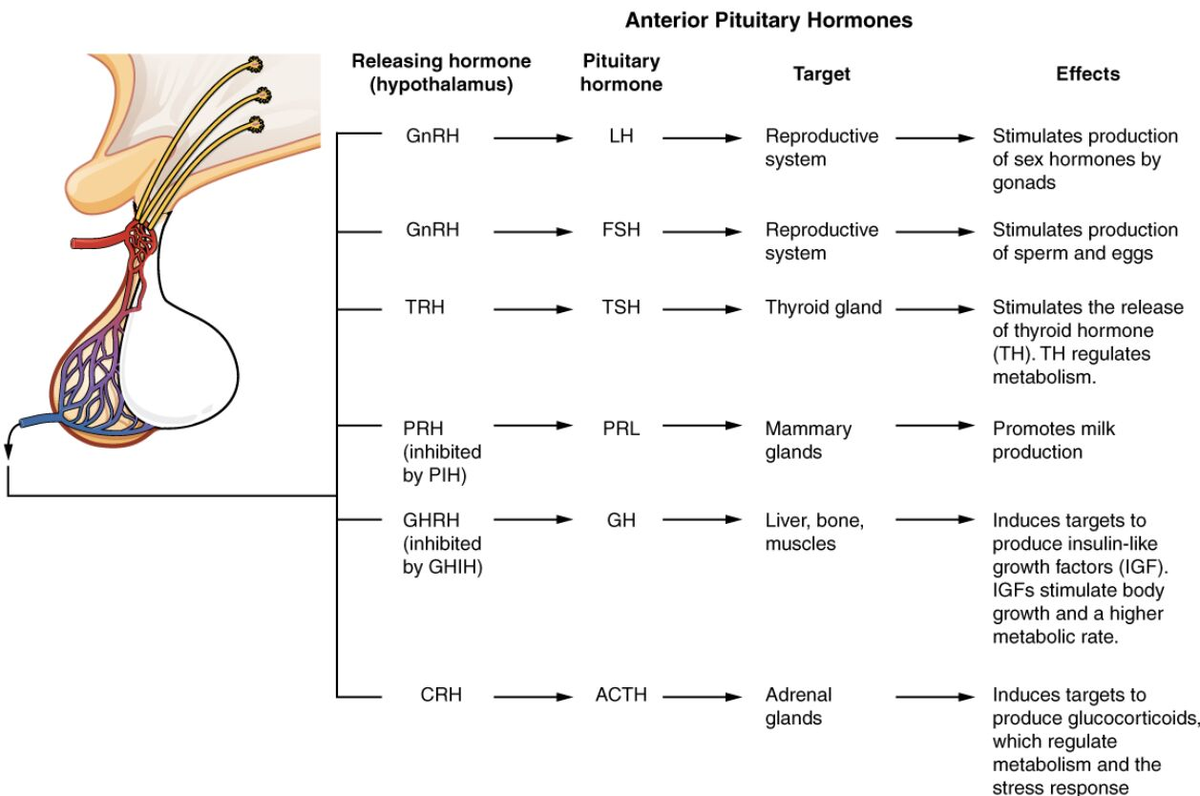 Anterior Pituitary Hormones
Releasing hormone
(hypothalamus)
Pituitary
hormone
Target
Effects
GnRH
LH
Reproductive
system
Stimulates production
of sex hormones by
gonads
GnRH
FSH
Reproductive
system
Stimulates production
of sperm and eggs
TRH
TSH
Thyroid gland
Stimulates the release
of thyroid hormone
(TH). TH regulates
metabolism.
PRH
(inhibited
by PIH)
PRL
Mammary
glands
Promotes milk
production
GHRH
(inhibited
by GHIH)
GH
Liver, bone,
muscles
Induces targets to
produce insulin-like
growth factors (IGF).
IGFs stimulate body
growth and a higher
metabolic rate.
CRH
ACTH
Adrenal
glands
Induces targets to
produce glucocorticoids,
which regulate
metabolism and the
stress response